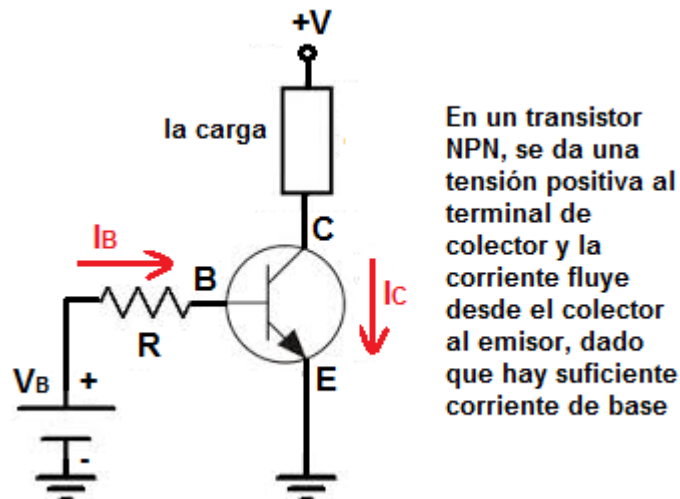 +V
la carga
C
IB
B
IC
R
E
VB
+
-
En un transistor
NPN, se da una
tensión positiva al
terminal de
colector y la
corriente fluye
desde el colector
al emisor, dado
que hay suficiente
corriente de base